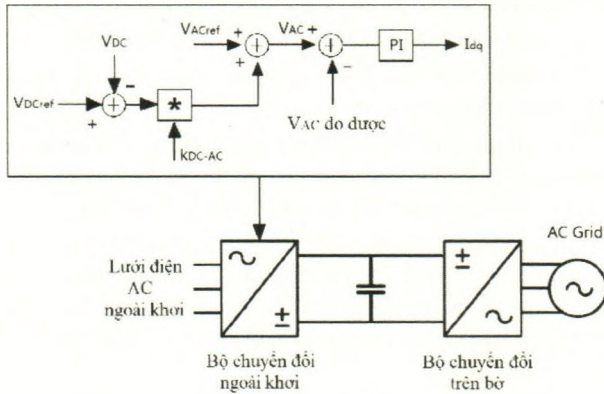 VACref
+
+
VAC
+
−
PI
Idq
VDC
−
VDCref
+
*
kDC-AC
VAC đo được
AC Grid
Lưới điện
AC
ngoài khơi
~
±
±
~
~
Bộ chuyển đổi
ngoài khơi
Bộ chuyển đổi
trên bờ